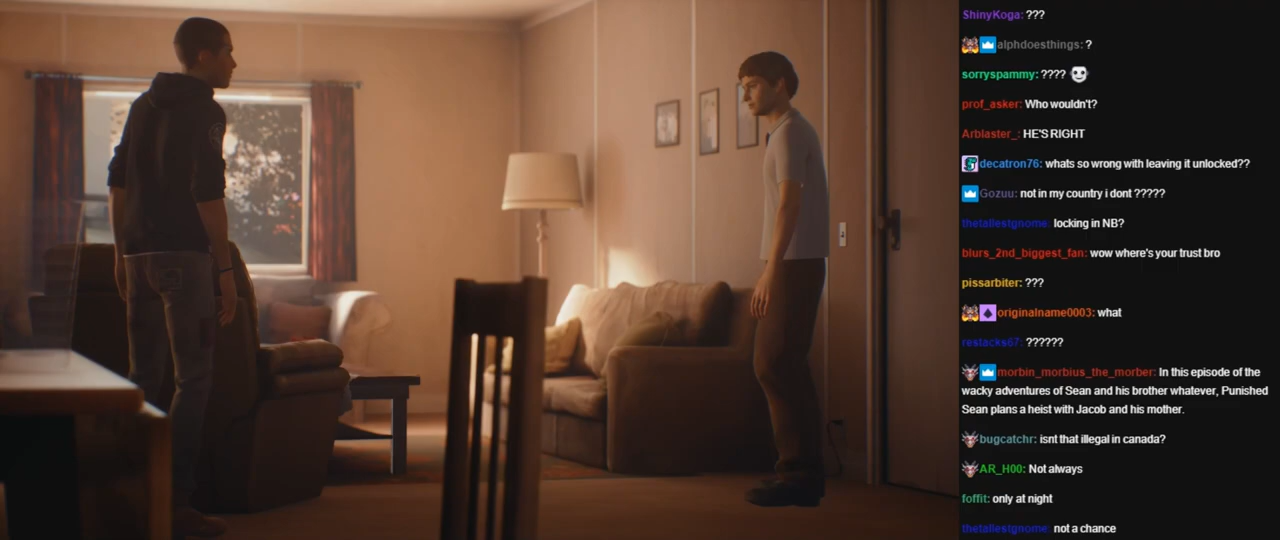 ShinyKoga: ???
alphdoesthings: ?
sorryspammy: ????
prof_asker: Who wouldn't?
Arblaster_: HE'S RIGHT
decatron76: whats so wrong with leaving it unlocked??
Gozuu: not in my country i dont ?????
thetallestgnome: locking in NB?
blurs_2nd_biggest_fan: wow where's your trust bro
pissarbiter: ???
originalname0003: what
restacks67: ??????
morbin_morbius_the_morber: In this episode of the
wacky adventures of Sean and his brother whatever, Punished
Sean plans a heist with Jacob and his mother.
bugcatchr: isnt that illegal in canada?
AR_H00: Not always
foffit: only at night
thetallestgnome: not a chance